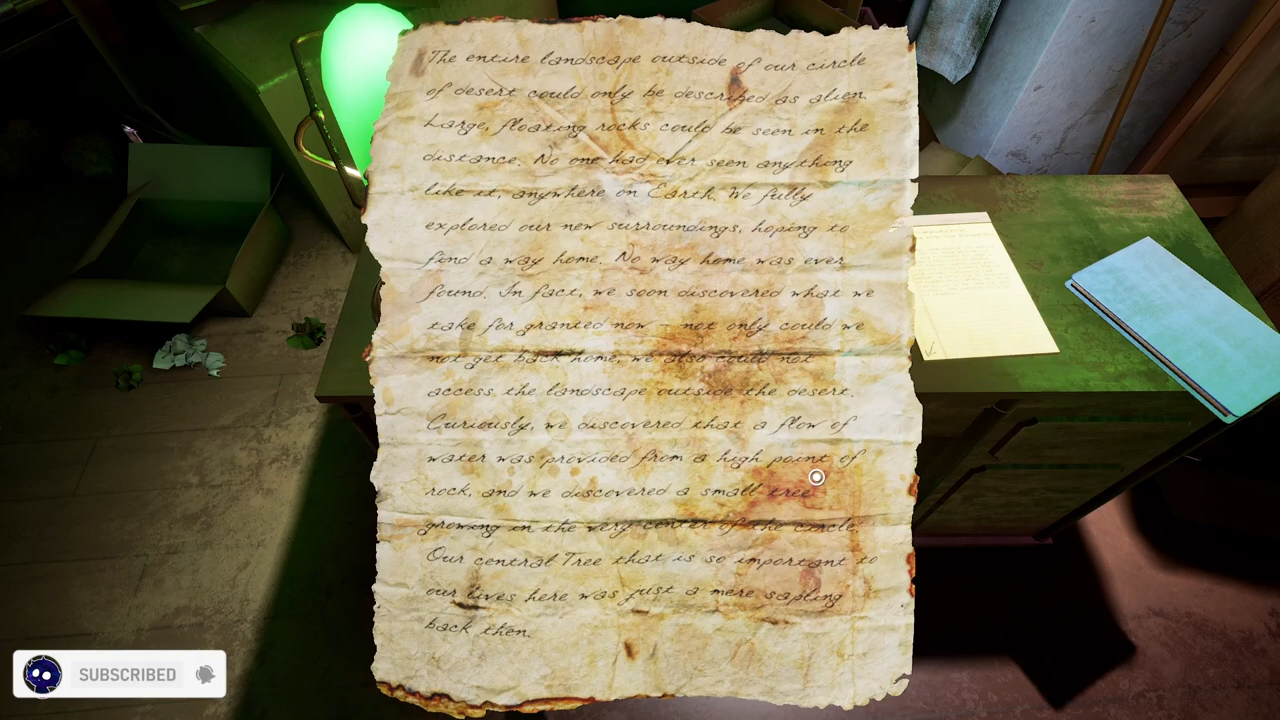 The entire landscape outside of our circle
of desert could only be described as alien.
Large, floating rocks could be seen in the
distance. No one had ever seen anything
like it, anywhere on Earth. We fully
explored our new surroundings, hoping to
find a way home. No way home was ever
found. In fact, we soon discovered what we
take for granted now - not only could we
not get back home, we also could not
access the landscape outside the desert.
Curiously, we discovered that a flow of
water was provided from a high point of
rock, and we discovered a small tree
growing in the very center of the circle.
Our central Tree that is so important to
our lives here was just a mere sapling
back then.
SUBSCRIBED